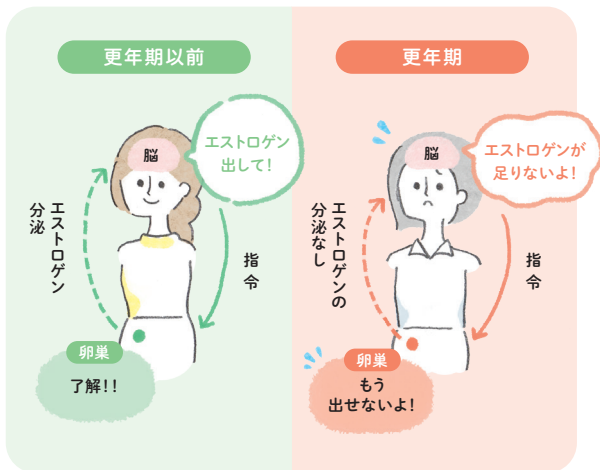 更年期以前
脳
エストロゲン
出して!
エストロゲン
分泌
指令
卵巣
了解!!
更年期
脳
エストロゲンが
足りないよ!
エストロゲンの
分泌なし
指令
卵巣
もう
出せないよ!